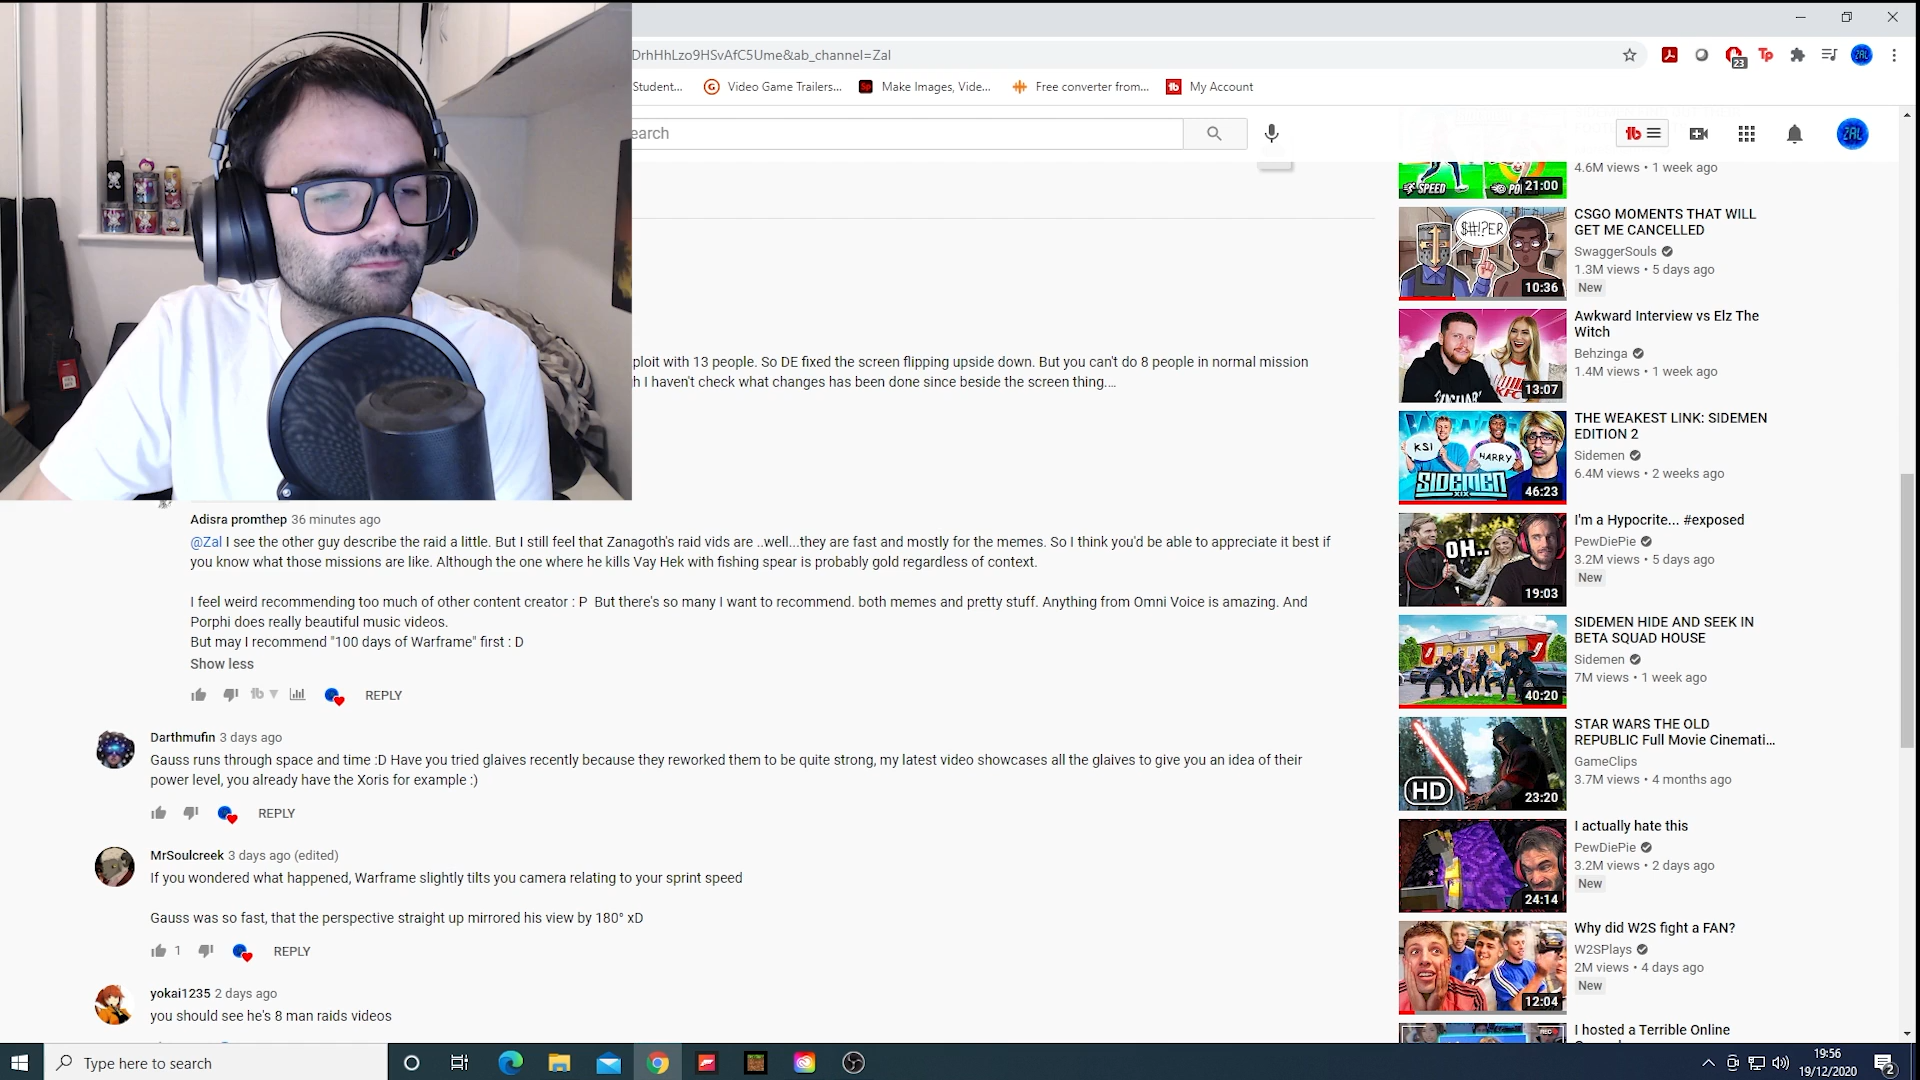 DrhHhLzo9HSvAfC5Ume&ab_channel=Zal
23
Tp
ZAL
Student...
Video Game Trailers...
Make Images, Vide...
Free converter from...
My Account
earch
ZAL
4.6M views • 1 week ago
SPEED
21:00
CSGO MOMENTS THAT WILL
GET ME CANCELLED
SwaggerSouls
1.3M views • 5 days ago
New
$#!?ER
10:36
Awkward Interview vs Elz The
Witch
Behzinga
1.4M views • 1 week ago
KFC
13:07
ploit with 13 people. So DE fixed the screen flipping upside down. But you can't do 8 people in normal mission
h I haven't check what changes has been done since beside the screen thing....
THE WEAKEST LINK: SIDEMEN
EDITION 2
Sidemen
6.4M views • 2 weeks ago
KSI
HARRY
SIDEMEN
XIX
46:23
I'm a Hypocrite... #exposed
PewDiePie
3.2M views • 5 days ago
New
OH..
19:03
Adisra promthep 36 minutes ago
@Zal I see the other guy describe the raid a little. But I still feel that Zanagoth's raid vids are ..well...they are fast and mostly for the memes. So I think you'd be able to appreciate it best if
you know what those missions are like. Although the one where he kills Vay Hek with fishing spear is probably gold regardless of context.
I feel weird recommending too much of other content creator : P But there's so many I want to recommend. both memes and pretty stuff. Anything from Omni Voice is amazing. And
Porphi does really beautiful music videos.
But may I recommend "100 days of Warframe" first : D
Show less
REPLY
SIDEMEN HIDE AND SEEK IN
BETA SQUAD HOUSE
Sidemen
7M views • 1 week ago
40:20
Darthmufin 3 days ago
Gauss runs through space and time :D Have you tried glaives recently because they reworked them to be quite strong, my latest video showcases all the glaives to give you an idea of their
power level, you already have the Xoris for example :)
REPLY
STAR WARS THE OLD
REPUBLIC Full Movie Cinemati...
GameClips
3.7M views • 4 months ago
HD
23:20
MrSoulcreek 3 days ago (edited)
If you wondered what happened, Warframe slightly tilts you camera relating to your sprint speed
Gauss was so fast, that the perspective straight up mirrored his view by 180° xD
1
REPLY
I actually hate this
PewDiePie
3.2M views • 2 days ago
New
24:14
Why did W2S fight a FAN?
W2SPlays
2M views • 4 days ago
New
12:04
yokai1235 2 days ago
you should see he's 8 man raids videos
I hosted a Terrible Online
REC
Type here to search
19:56
19/12/2020
2